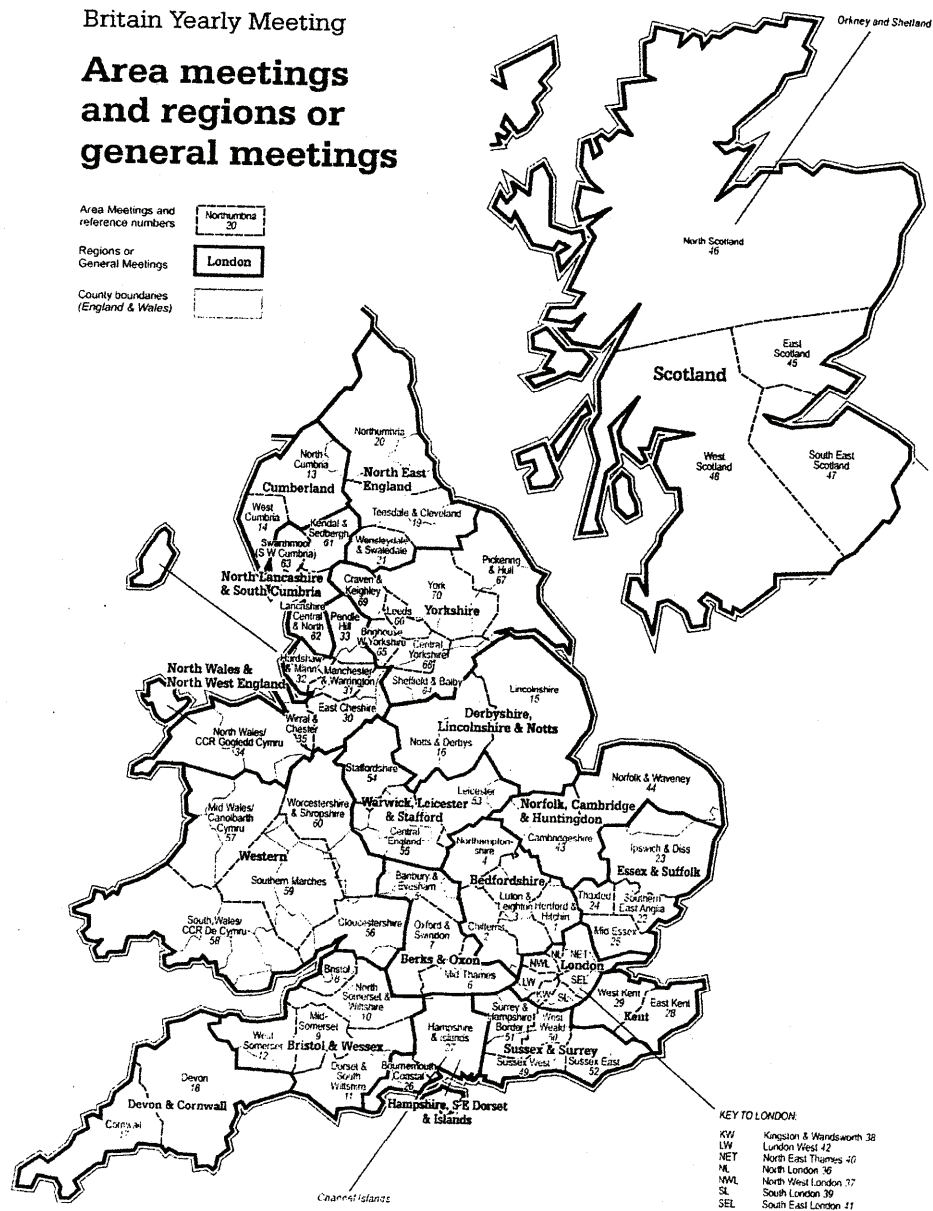 Britain Yearly Meeting
Area meetings
and regions or
general meetings
Area Meetings and
reference numbers
Northumbria
20
Regions or
General Meetings
London
County boundaries
(England & Wales)
Orkney and Shetland
North Scotland
46
East
Scotland
45
Scotland
West
Scotland
48
South East
Scotland
47
Northumbria
20
North
Cumbria
13
Cumberland
North East
England
West
Cumbria
14
Kendal &
Sedbergh
61
Teesdale & Cleveland
19
Swarthmoor
(S W Cumbria)
63
Wensleydale
& Swaledale
21
Pickering
& Hull
67
North Lancashire
& South Cumbria
Craven &
Keighley
69
York
70
Yorkshire
Lancashire
Central
& North
62
Pendle
Hill
33
Leeds
66
Brighouse
W Yorkshire
65
Central
Yorkshire
68
Hardshaw
& Mann
32
Manchester
& Warrington
31
Sheffield & Balby
64
North Wales &
North West England
East Cheshire
30
Wirral &
Chester
35
North Wales/
CCR Gogledd Cymru
34
Lincolnshire
15
Derbyshire,
Lincolnshire & Notts
Notts & Derbys
16
Staffordshire
54
Leicester
53
Warwick, Leicester
& Stafford
Central
England
55
Norfolk & Waveney
44
Norfolk, Cambridge
& Huntingdon
Cambridgeshire
43
Mid Wales/
Canolbarth
Cymru
57
Worcestershire
& Shropshire
60
Western
Southern Marches
59
South Wales/
CCR De Cymru
58
Gloucestershire
56
Northampton-
shire
4
Bedfordshire
Ipswich & Diss
23
Essex & Suffolk
Banbury &
Evesham
5
Luton &
Leighton
3
Hertford &
Hitchin
Thaxted
24
Southern
East Anglia
22
Oxford &
Swindon
7
Chilterns
2
Mid Essex
25
Berks & Oxon
Mid Thames
6
NL
NET
NWL
London
LW
SEL
KW
SL
West Kent
29
East Kent
28
Kent
Bristol
8
North
Somerset &
Wiltshire
10
Mid-
Somerset
9
West
Somerset
12
Bristol & Wessex
Dorset &
South
Wiltshire
11
Hampshire
& Islands
27
Surrey &
Hampshire
Border
51
West
Weald
50
Sussex & Surrey
Sussex West
49
Sussex East
52
Bournemouth
Coastal
26
Hampshire, S E Dorset
& Islands
Devon
18
Devon & Cornwall
Cornwall
17
Channel Islands
KEY TO LONDON:
KW Kingston & Wandsworth 38
LW London West 42
NET North East Thames 40
NL North London 36
NWL North West London 37
SL South London 39
SEL South East London 41